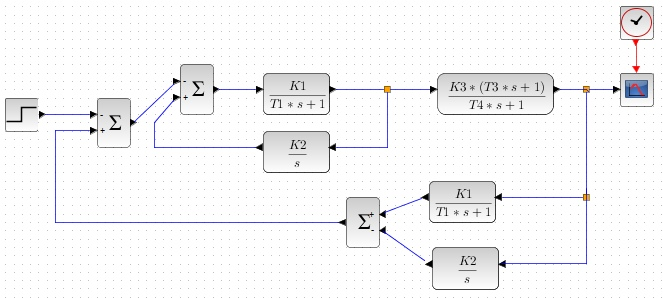 -
+
Σ
-
+
Σ
K1
T1 * s + 1
K3 * (T3 * s + 1)
T4 * s + 1
K2
s
K1
T1 * s + 1
+
-
Σ
K2
s